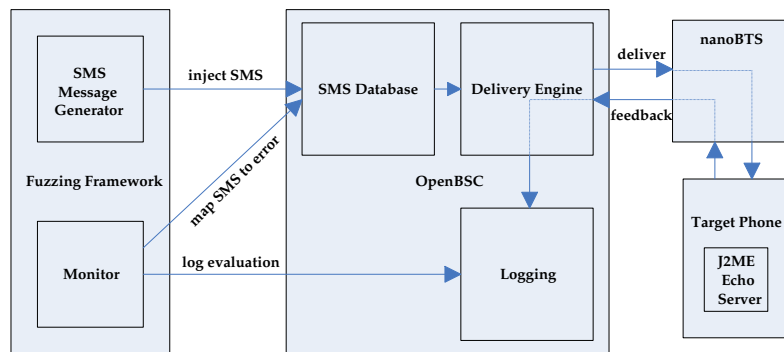 SMS
Message
Generator
Fuzzing Framework
Monitor
inject SMS
map SMS to error
log evaluation
SMS Database
Delivery Engine
OpenBSC
Logging
deliver
feedback
nanoBTS
Target Phone
J2ME
Echo
Server